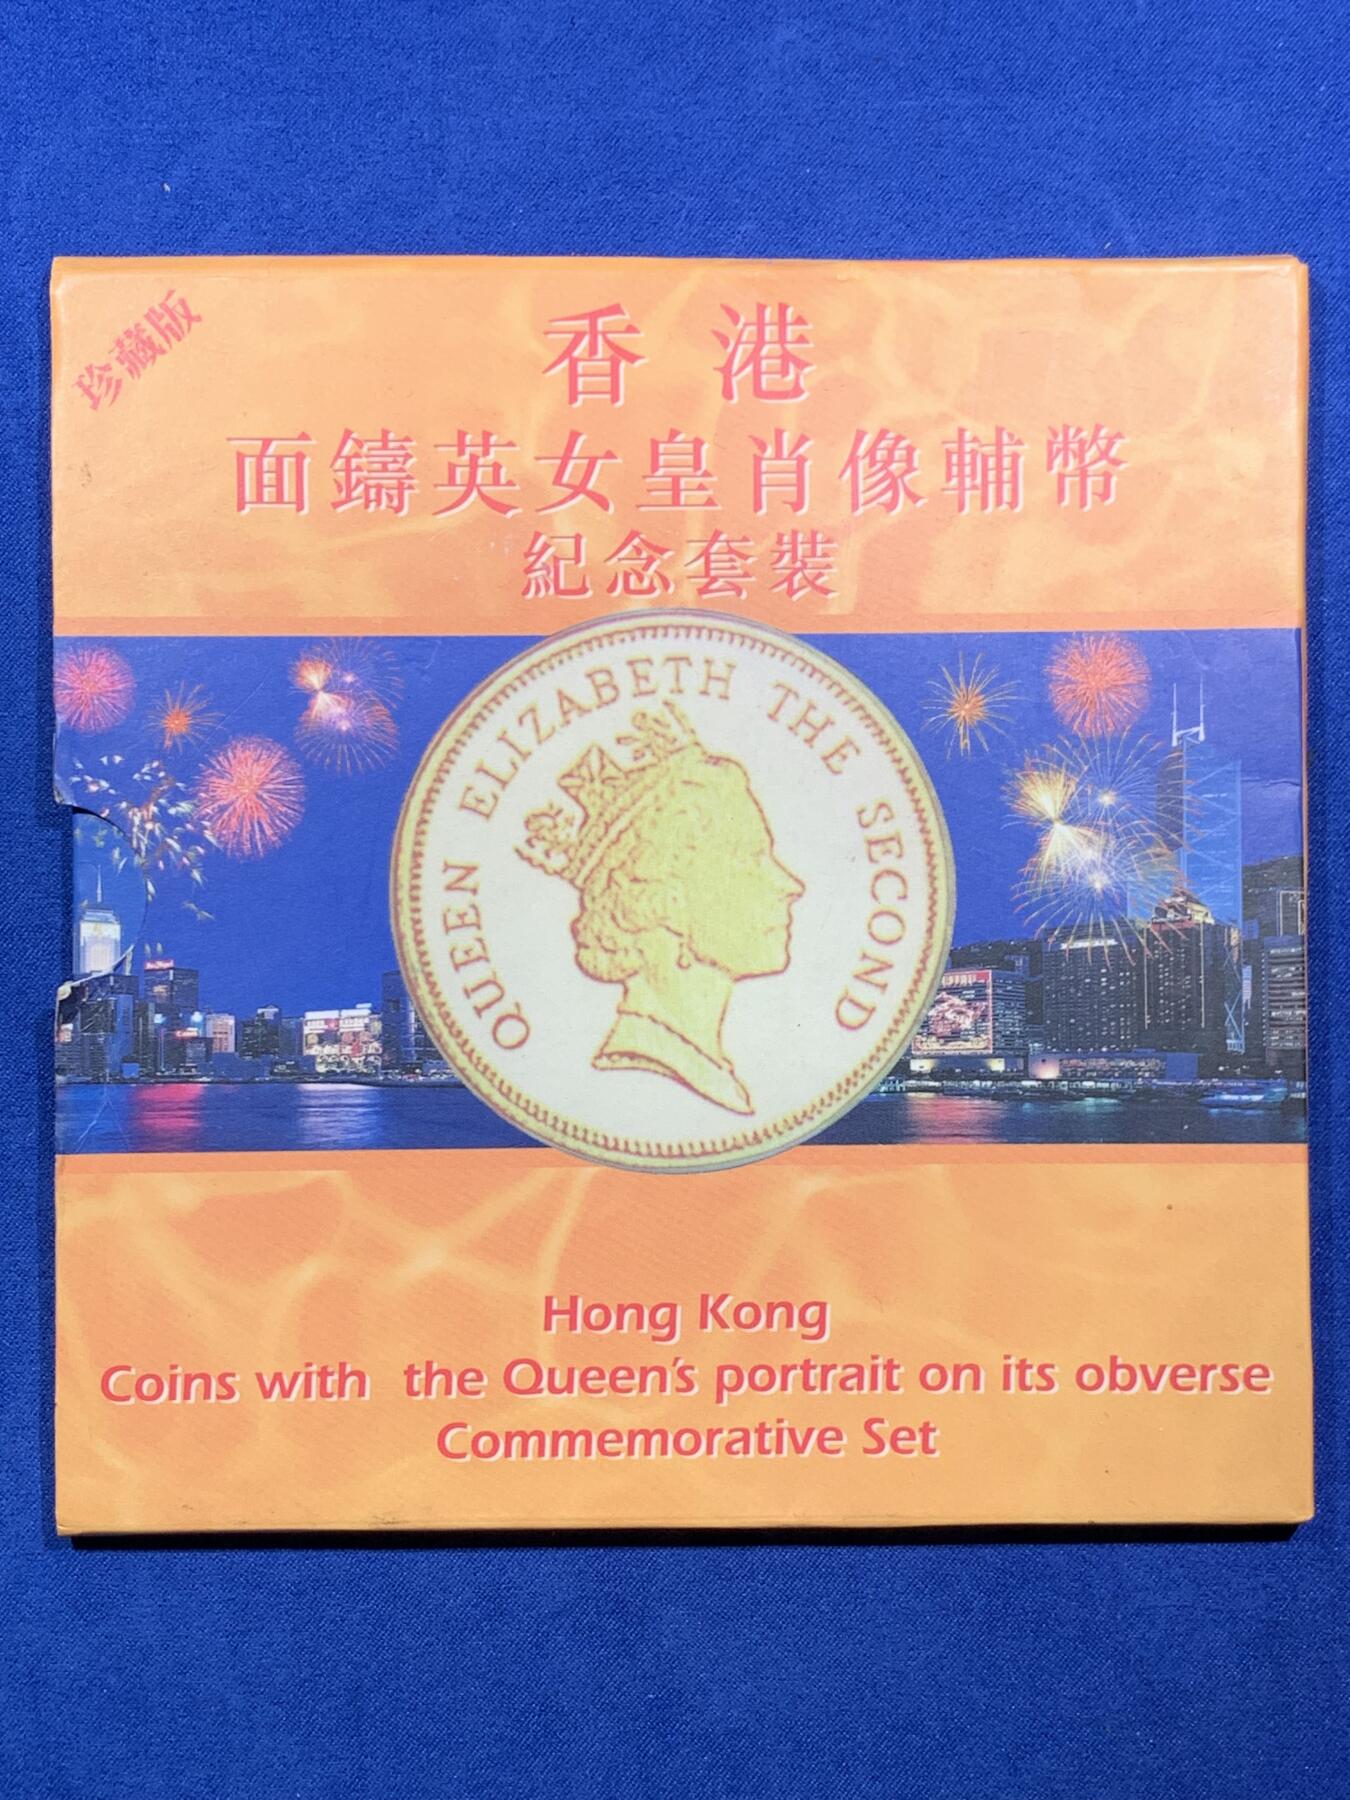 珍藏版
香港
面鑄英女皇肖像輔幣
紀念套裝
QUEEN ELIZABETH THE SECOND
Hong Kong
Coins with the Queen's portrait on its obverse
Commemorative Set